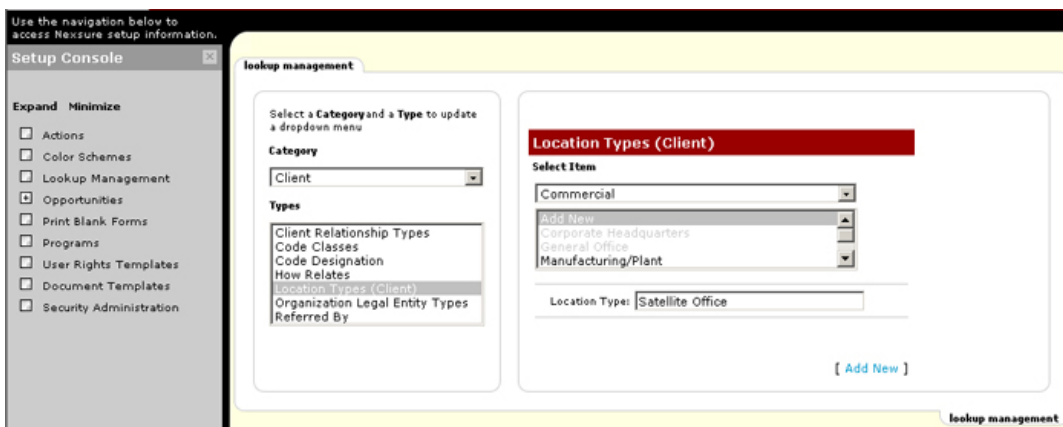 Use the navigation below to
access Nexsure setup information.
Setup Console
Expand Minimize
Actions
Color Schemes
Lookup Management
Opportunities
Print Blank Forms
Programs
User Rights Templates
Document Templates
Security Administration
lookup management
Select a Category and a Type to update
a dropdown menu
Category
Client
Types
Client Relationship Types
Code Classes
Code Designation
How Relates
Location Types (Client)
Organization Legal Entity Types
Referred By
Location Types (Client)
Select Item
Commercial
Add New
Corporate Headquarters
General Office
Manufacturing/Plant
Location Type: Satellite Office
[ Add New ]
lookup management